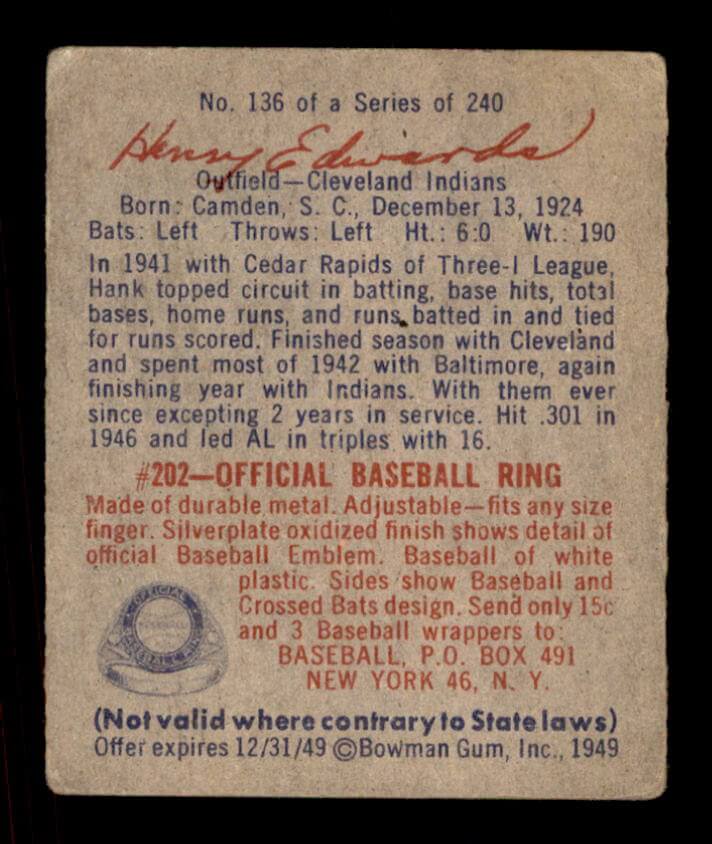 No. 136 of a Series of 240
Henry Edwards
Outfield—Cleveland Indians
Born: Camden, S. C., December 13, 1924
Bats: Left Throws: Left Ht.: 6:0 Wt.: 190
In 1941 with Cedar Rapids of Three-I League,
Hank topped circuit in batting, base hits, total
bases, home runs, and runs batted in and tied
for runs scored. Finished season with Cleveland
and spent most of 1942 with Baltimore, again
finishing year with Indians. With them ever
since excepting 2 years in service. Hit .301 in
1946 and led AL in triples with 16.
#202—OFFICIAL BASEBALL RING
Made of durable metal. Adjustable—fits any size
finger. Silverplate oxidized finish shows detail of
official Baseball Emblem. Baseball of white
plastic. Sides show Baseball and
Crossed Bats design. Send only 15c
and 3 Baseball wrappers to:
BASEBALL, P.O. BOX 491
NEW YORK 46, N. Y.
OFFICIAL
BASEBALL RING
(Not valid where contrary to State laws)
Offer expires 12/31/49 ©Bowman Gum, Inc., 1949